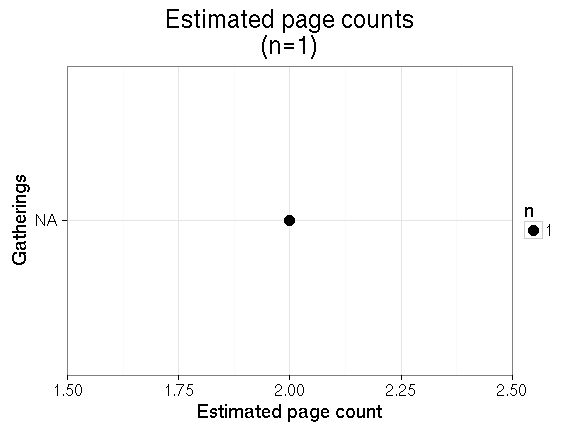 Estimated page counts
(n=1)
Gatherings
NA
n
1
1.50 1.75 2.00 2.25 2.50
Estimated page count